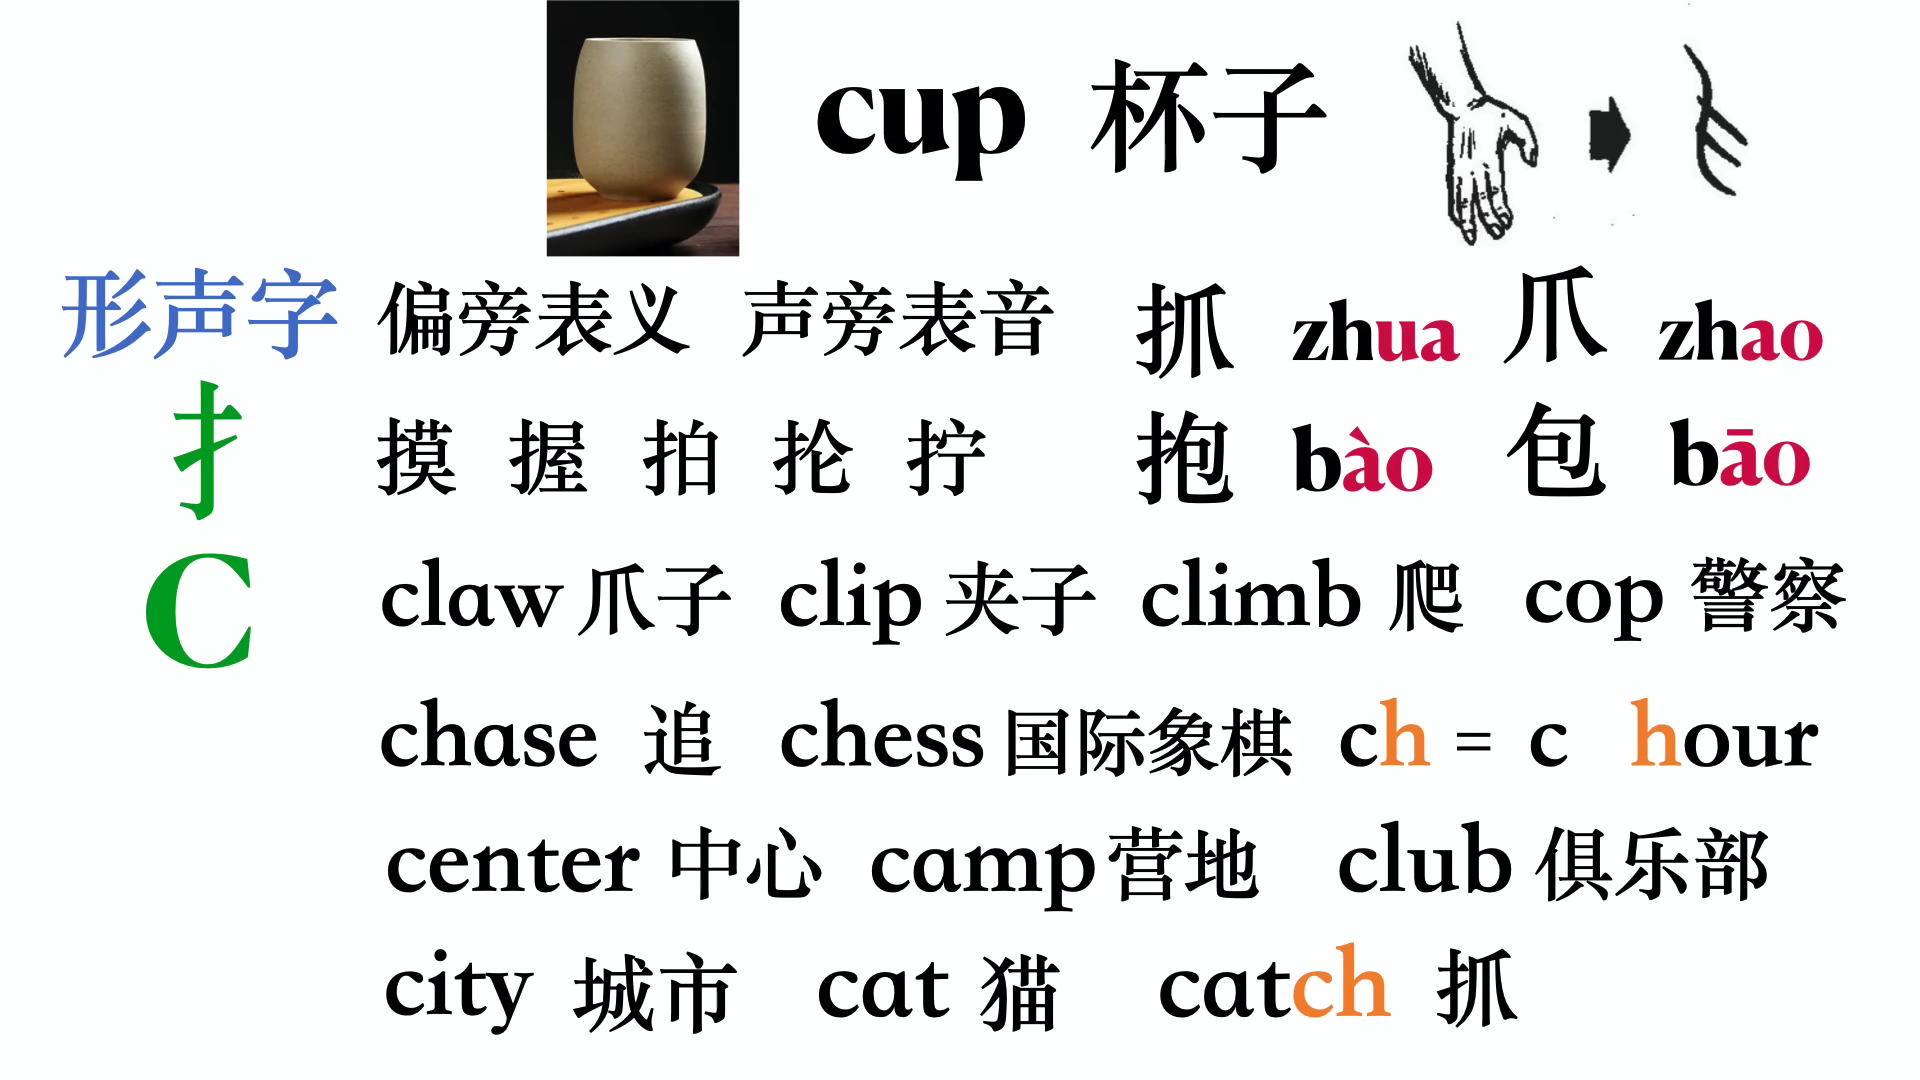 cup 杯子
形声字 偏旁表义 声旁表音 抓 zhua 爪 zhao
扌 摸 握 拍 抡 拧 抱 bào 包 bāo
C claw 爪子 clip 夹子 climb 爬 cop 警察
chase 追 chess 国际象棋 ch = c hour
center 中心 camp 营地 club 俱乐部
city 城市 cat 猫 catch 抓